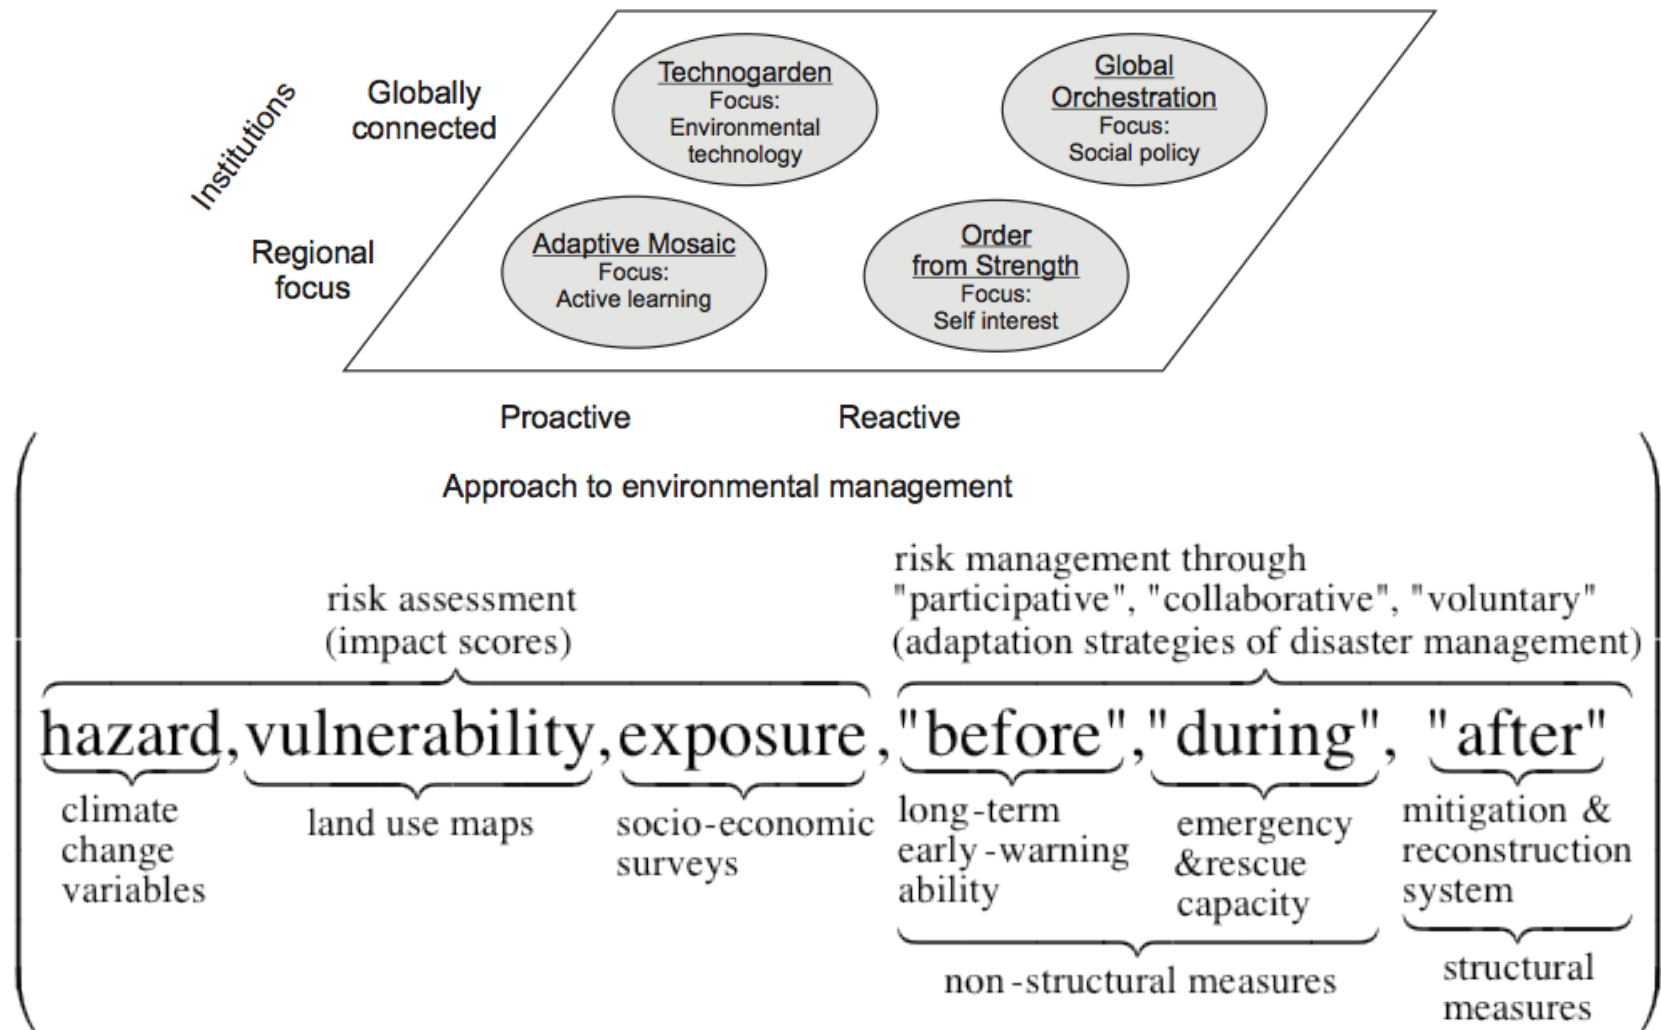 Institutions
Globally
connected
Regional
focus
Technogarden
Focus:
Environmental
technology
Global
Orchestration
Focus:
Social policy
Adaptive Mosaic
Focus:
Active learning
Order
from Strength
Focus:
Self interest
Proactive
Reactive
Approach to environmental management
risk assessment
(impact scores)
risk management through
"participative", "collaborative", "voluntary"
(adaptation strategies of disaster management)
hazard, vulnerability, exposure, "before", "during", "after"
climate
change
variables
land use maps
socio-economic
surveys
long-term
early-warning
ability
emergency
&rescue
capacity
mitigation &
reconstruction
system
non-structural measures
structural
measures